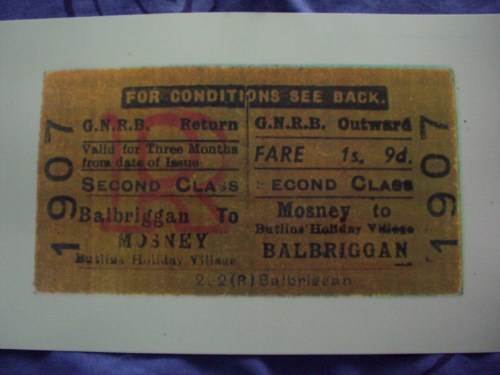 FOR CONDITIONS SEE BACK.
1907
G.N.R.B. Return
Valid for Three Months
from date of Issue
SECOND CLASS
Balbriggan To
MOSNEY
Butlins Holiday Village
R
G.N.R.B. Outward
FARE 1s, 9d.
ECOND CLASS
Mosney to
Butlins' Holiday Village
BALBRIGGAN
1907
2-2(R)Balbriggan